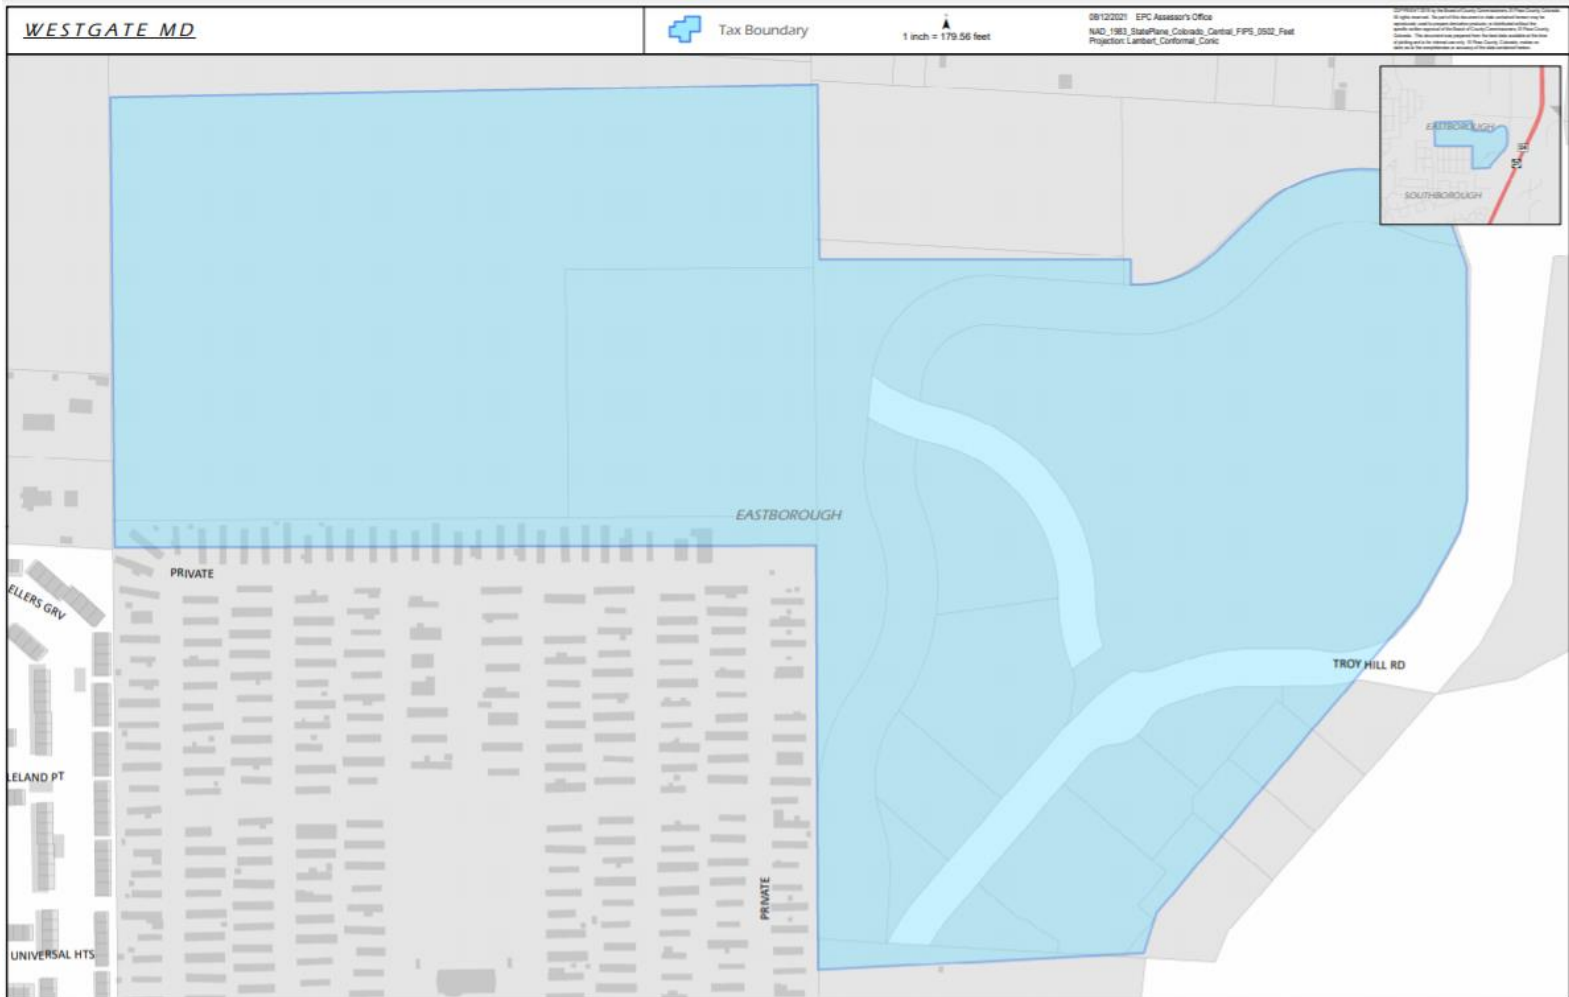 WESTGATE MD
Tax Boundary
1 inch = 179.56 feet
08/12/2021 EPC Assessor's Office
NAD_1983_StatePlane_Colorado_Central_FIPS_0502_Feet
Projection: Lambert_Conformal_Conic
EASTBOROUGH
SOUTHBOROUGH
EASTBOROUGH
PRIVATE
ELLERS GRV
TROY HILL RD
LELAND PT
PRIVATE
UNIVERSAL HTS